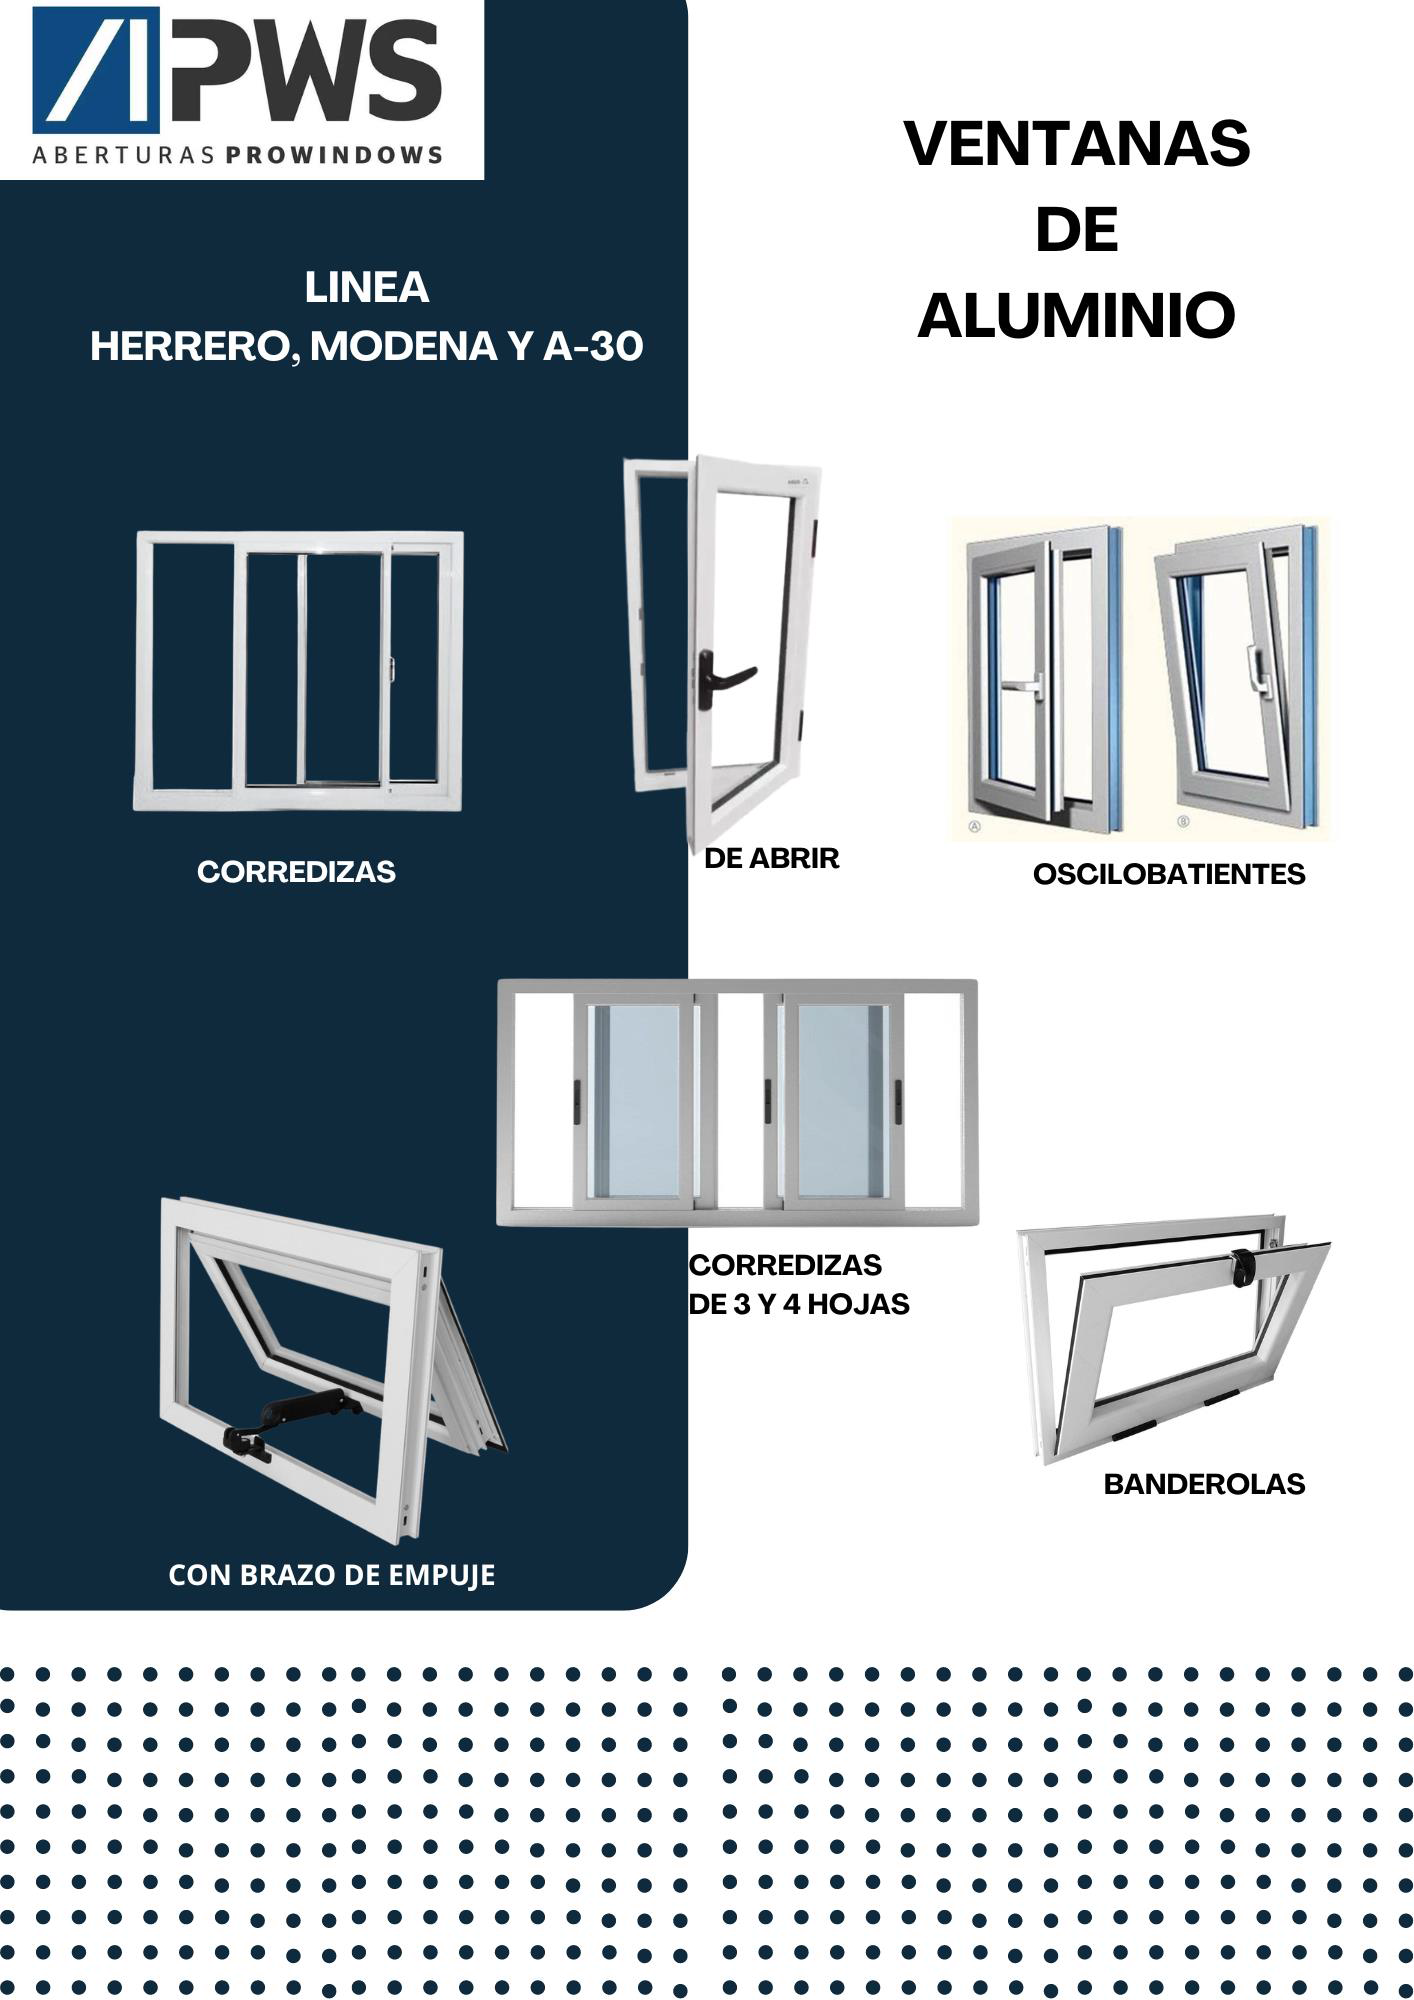 PWS
ABERTURAS PROWINDOWS
VENTANAS
DE
ALUMINIO
LINEA
HERRERO, MODENA Y A-30
CORREDIZAS
DE ABRIR
A
B
OSCILOBATIENTES
CORREDIZAS
DE 3 Y 4 HOJAS
BANDEROLAS
CON BRAZO DE EMPUJE